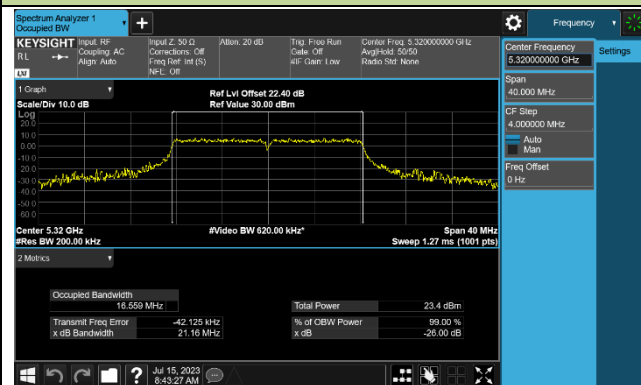 Spectrum Analyzer 1
Occupied BW
Frequency
KEYSIGHT
RL
LXI
Input: RF
Coupling: AC
Align: Auto
Input Z: 50 Ω
Corrections: Off
Freq Ref: Int (S)
NFE: Off
Atten: 20 dB
Trig: Free Run
Gate: Off
#IF Gain: Low
Center Freq: 5.320000000 GHz
Avg|Hold: 50/50
Radio Std: None
Center Frequency
5.320000000 GHz
Settings
Span
40.000 MHz
CF Step
4.000000 MHz
Auto
Man
Freq Offset
0 Hz
1 Graph
Scale/Div 10.0 dB
Ref Lvl Offset 22.40 dB
Ref Value 30.00 dBm
Log
20.0
10.0
0.00
-10.0
-20.0
-30.0
-40.0
-50.0
-60.0
Center 5.32 GHz
#Res BW 200.00 kHz
#Video BW 620.00 kHz*
Span 40 MHz
Sweep 1.27 ms (1001 pts)
2 Metrics
Occupied Bandwidth
16.559 MHz
Total Power 23.4 dBm
Transmit Freq Error -42.125 kHz
% of OBW Power 99.00 %
x dB Bandwidth 21.16 MHz
x dB -26.00 dB
?
Jul 15, 2023
8:43:27 AM